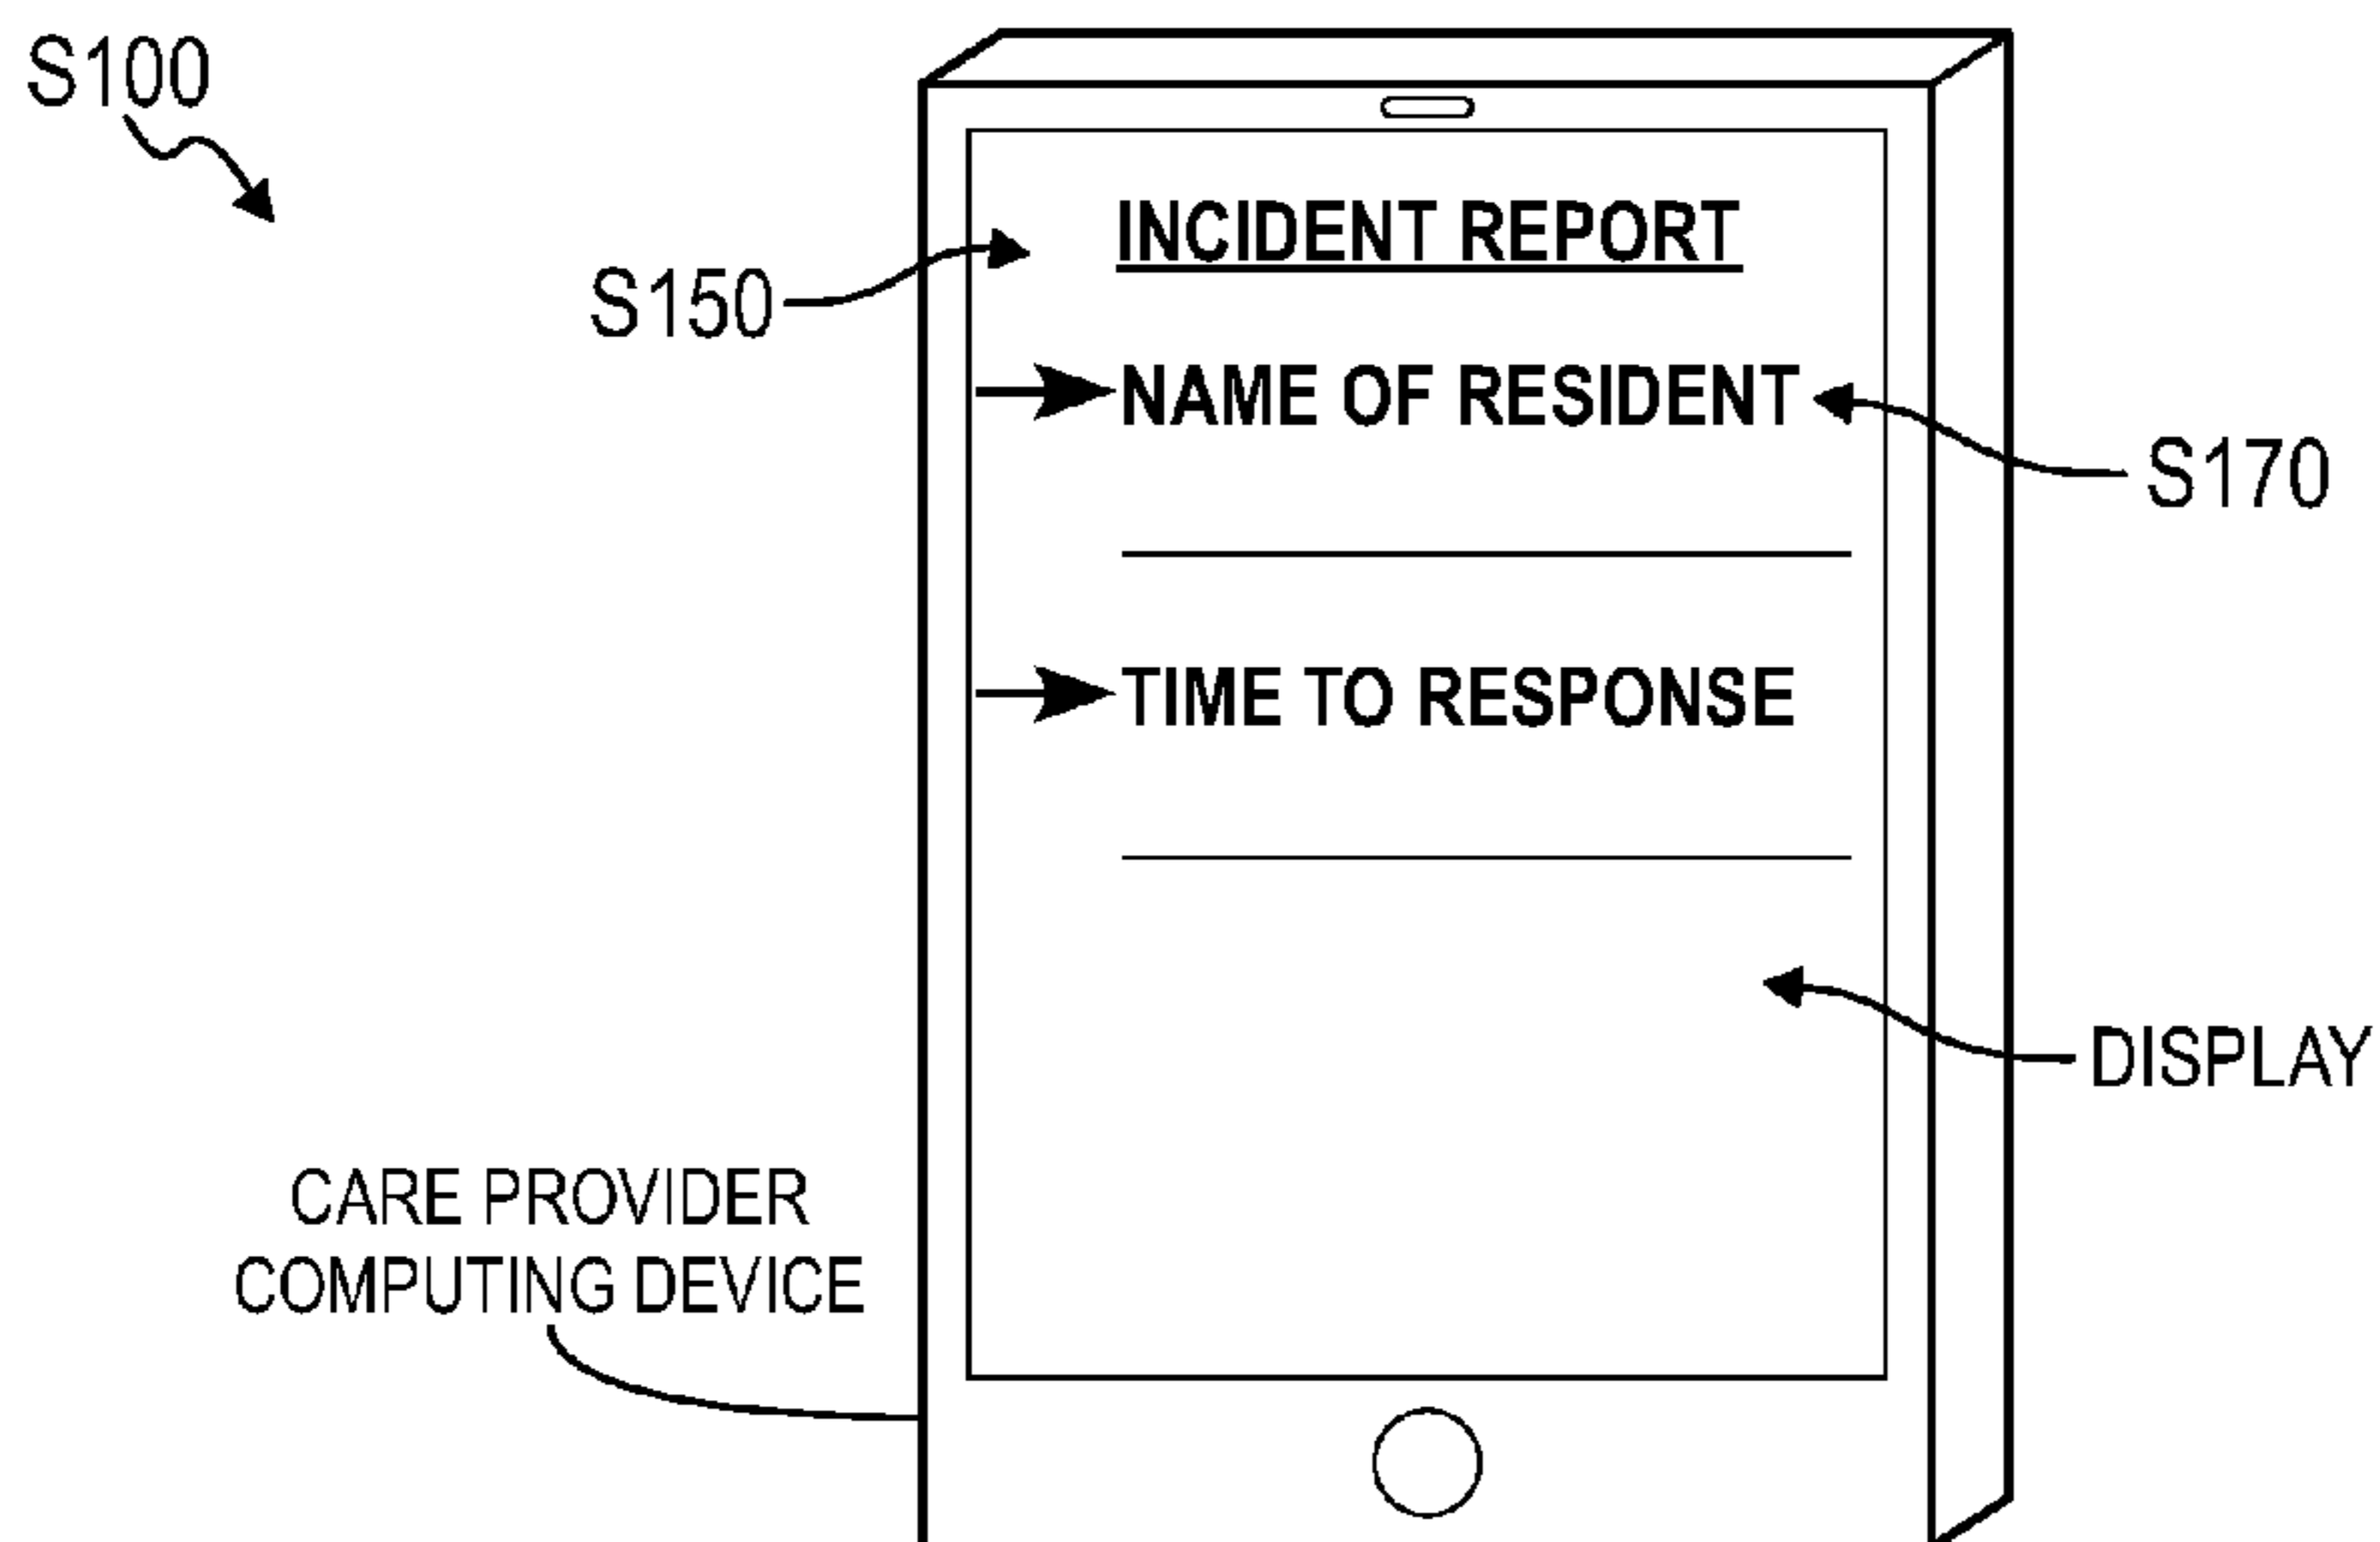 S100
INCIDENT REPORT
S150
NAME OF RESIDENT
S170
TIME TO RESPONSE
DISPLAY
CARE PROVIDER
COMPUTING DEVICE